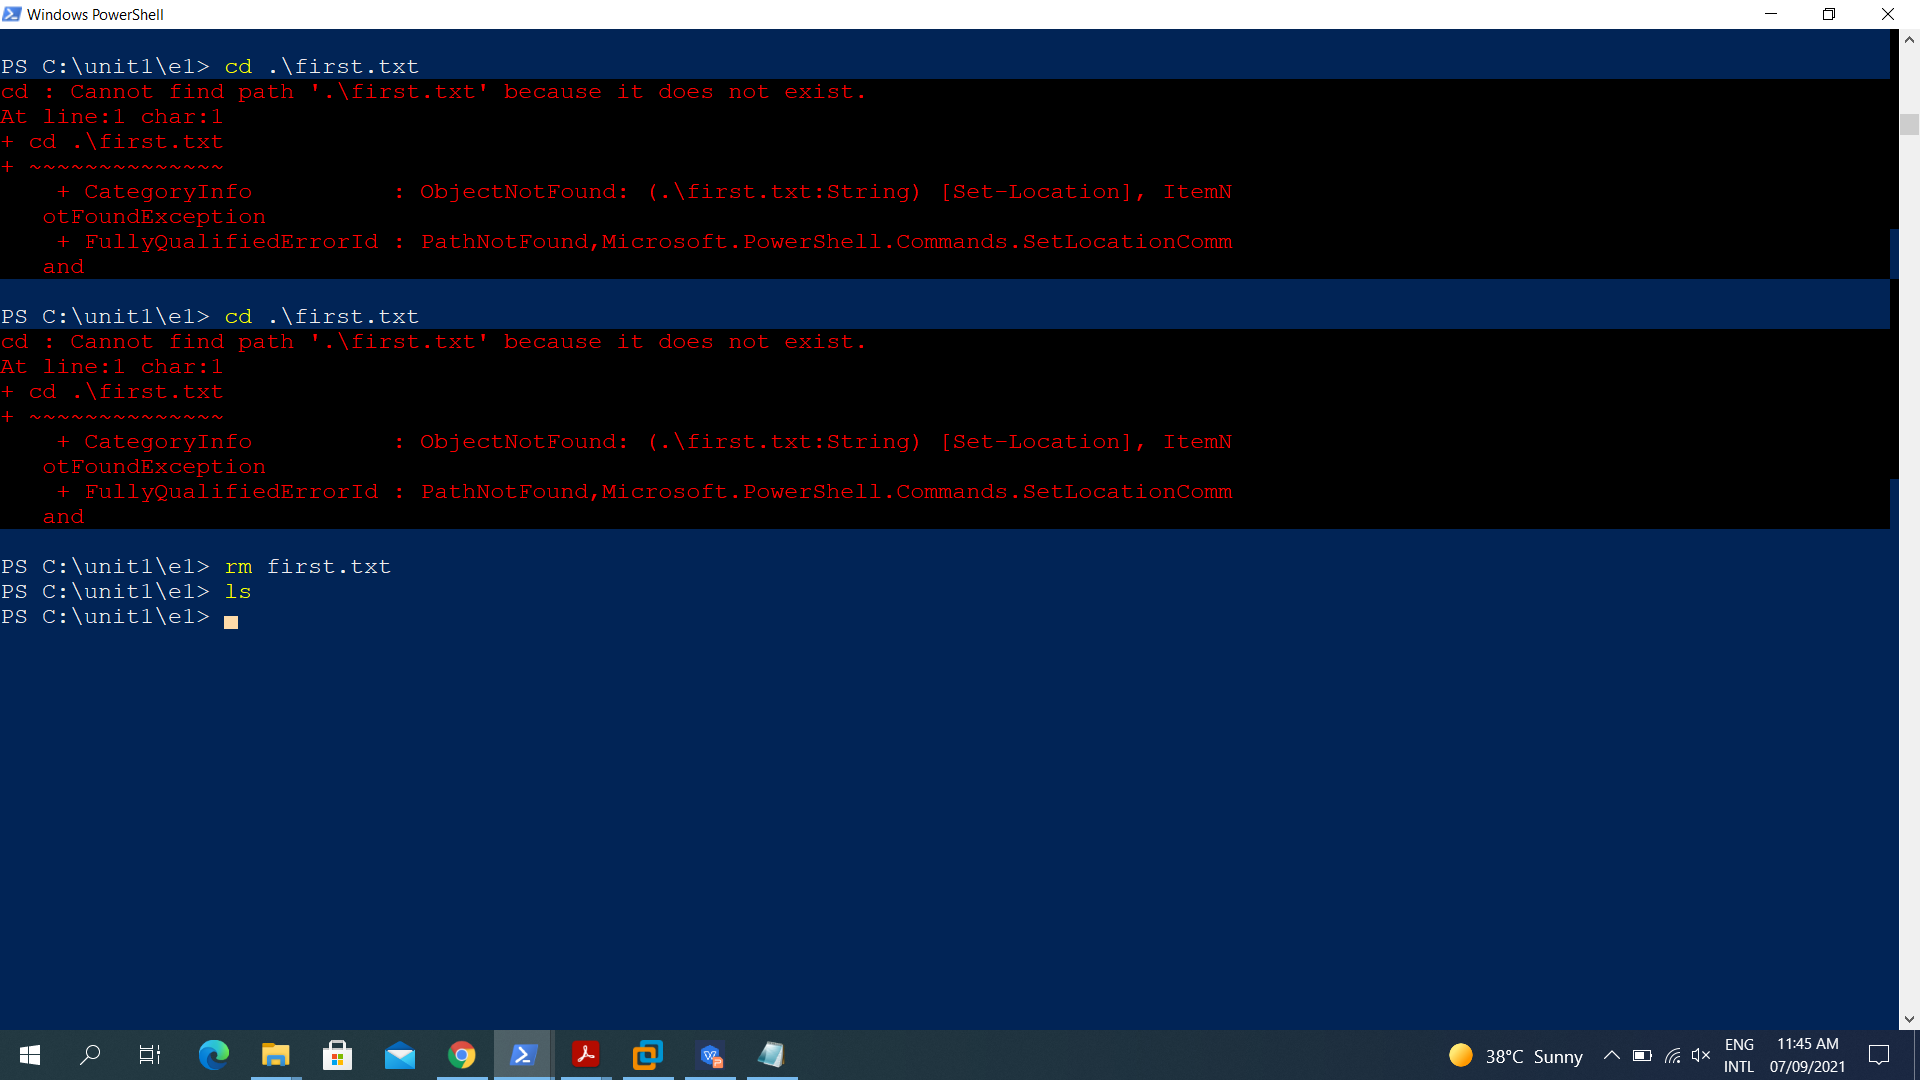 Windows PowerShell
PS C:\unit1\e1> cd .\first.txt
cd : Cannot find path '.\first.txt' because it does not exist.
At line:1 char:1
+ cd .\first.txt
+ ~~~~~~~~~~~~~~
    + CategoryInfo          : ObjectNotFound: (.\first.txt:String) [Set-Location], ItemN
   otFoundException
    + FullyQualifiedErrorId : PathNotFound,Microsoft.PowerShell.Commands.SetLocationComm
   and
PS C:\unit1\e1> cd .\first.txt
cd : Cannot find path '.\first.txt' because it does not exist.
At line:1 char:1
+ cd .\first.txt
+ ~~~~~~~~~~~~~~
    + CategoryInfo          : ObjectNotFound: (.\first.txt:String) [Set-Location], ItemN
   otFoundException
    + FullyQualifiedErrorId : PathNotFound,Microsoft.PowerShell.Commands.SetLocationComm
   and
PS C:\unit1\e1> rm first.txt
PS C:\unit1\e1> ls
PS C:\unit1\e1>
38°C Sunny
ENG
INTL
11:45 AM
07/09/2021